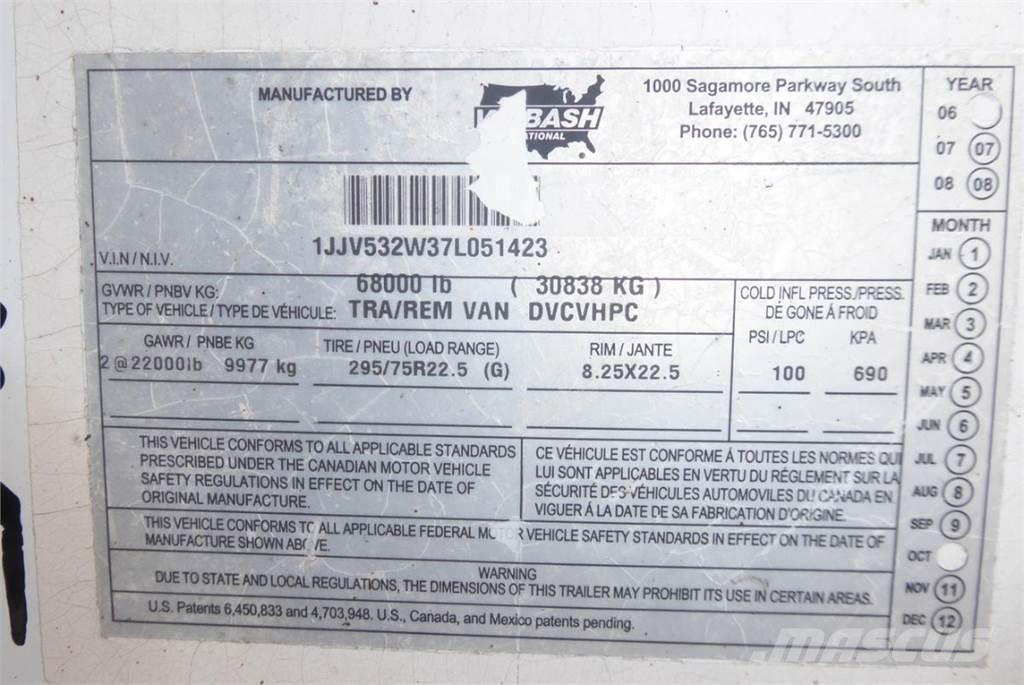 MANUFACTURED BY
BASH
1000 Sagamore Parkway South
Lafayette, IN 47905
Phone: (765) 771-5300
1JJV532W37L051423
V.I.N / N.I.V.
GVWR / PNBV KG: 68000 lb ( 30838 KG )
TYPE OF VEHICLE / TYPE DE VÉHICULE: TRA/REM VAN DVCVHPC
GAWR / PNBE KG
2 @ 22000lb 9977 kg
TIRE / PNEU (LOAD RANGE)
295/75R22.5 (G)
RIM / JANTE
8.25X22.5
COLD INFL PRESS./PRESS.
DE GONE À FROID
PSI / LPC KPA
100 690
THIS VEHICLE CONFORMS TO ALL APPLICABLE STANDARDS
PRESCRIBED UNDER THE CANADIAN MOTOR VEHICLE
SAFETY REGULATIONS IN EFFECT ON THE DATE OF
ORIGINAL MANUFACTURE.
CE VÉHICULE EST CONFORME À TOUTES LES NORMES QUI
LUI SONT APPLICABLES EN VERTU DU RÉGLEMENT SUR LA
SÉCURITÉ DES VÉHICULES AUTOMOVILES DU CANADA EN
VIGUER À LA DATE DE SA FABRICATION D'ORIGINE.
THIS VEHICLE CONFORMS TO ALL APPLICABLE FEDERAL MOTOR VEHICLE SAFETY STANDARDS IN EFFECT ON THE DATE OF
MANUFACTURE SHOWN ABOVE.
WARNING
DUE TO STATE AND LOCAL REGULATIONS, THE DIMENSIONS OF THIS TRAILER MAY PROHIBIT ITS USE IN CERTAIN AREAS.
U.S. Patents 6,450,833 and 4,703,948. U.S., Canada, and Mexico patents pending.
YEAR
06
07 07
08 08
MONTH
JAN 1
FEB 2
MAR 3
APR 4
MAY 5
JUN 6
JUL 7
AUG 8
SEP 9
OCT
NOV 11
DEC 12
MASCUS